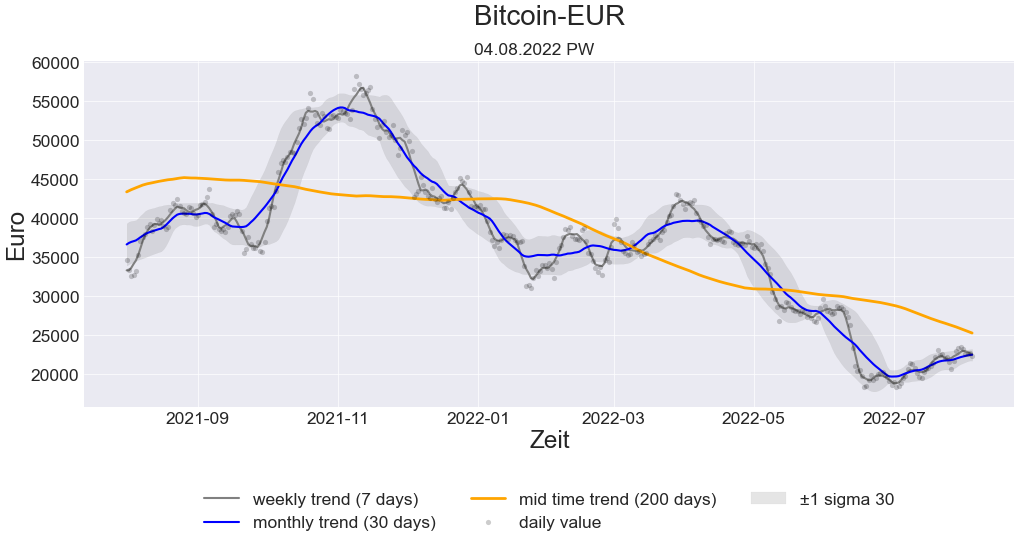 Bitcoin-EUR
04.08.2022 PW
Euro
60000
55000
50000
45000
40000
35000
30000
25000
20000
2021-09 2021-11 2022-01 2022-03 2022-05 2022-07
Zeit
weekly trend (7 days) mid time trend (200 days) ±1 sigma 30
monthly trend (30 days) daily value